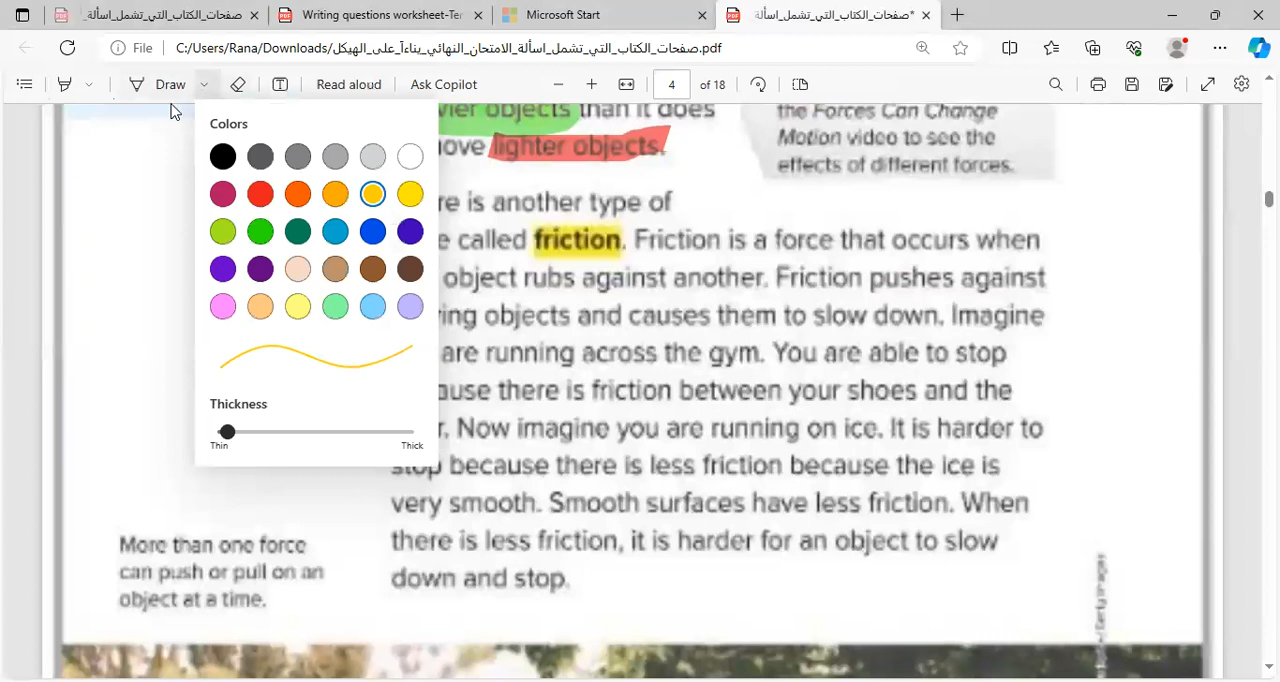 صفحات_الكتاب_التي_تشمل_اسألة
Writing questions worksheet-Ter
Microsoft Start
صفحات_الكتاب_التي_تشمل_اسألة*
File
C:/Users/Rana/Downloads/صفحات_الكتاب_التي_تشمل_اسألة_الامتحان_النهائي_بناءاً_على_الهيكل.pdf
Draw
Read aloud
Ask Copilot
4 of 18
Colors
Thickness
Thin
Thick
vier objects than it does
ove lighter objects.
the Forces Can Change
Motion video to see the
effects of different forces.
re is another type of
e called friction. Friction is a force that occurs when
object rubs against another. Friction pushes against
ing objects and causes them to slow down. Imagine
are running across the gym. You are able to stop
ause there is friction between your shoes and the
r. Now imagine you are running on ice. It is harder to
stop because there is less friction because the ice is
very smooth. Smooth surfaces have less friction. When
there is less friction, it is harder for an object to slow
down and stop.
More than one force
can push or pull on an
object at a time.
/Getty Images